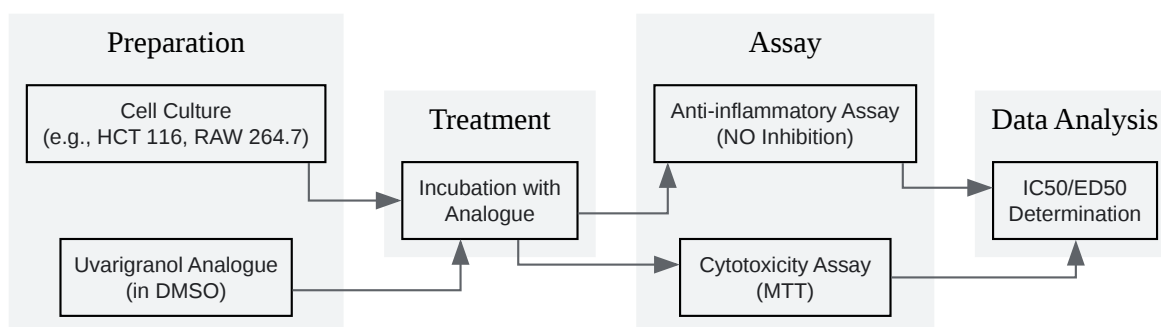 Preparation
Cell Culture
(e.g., HCT 116, RAW 264.7)
Uvarigranol Analogue
(in DMSO)
Treatment
Incubation with
Analogue
Assay
Anti-inflammatory Assay
(NO Inhibition)
Cytotoxicity Assay
(MTT)
Data Analysis
IC50/ED50
Determination